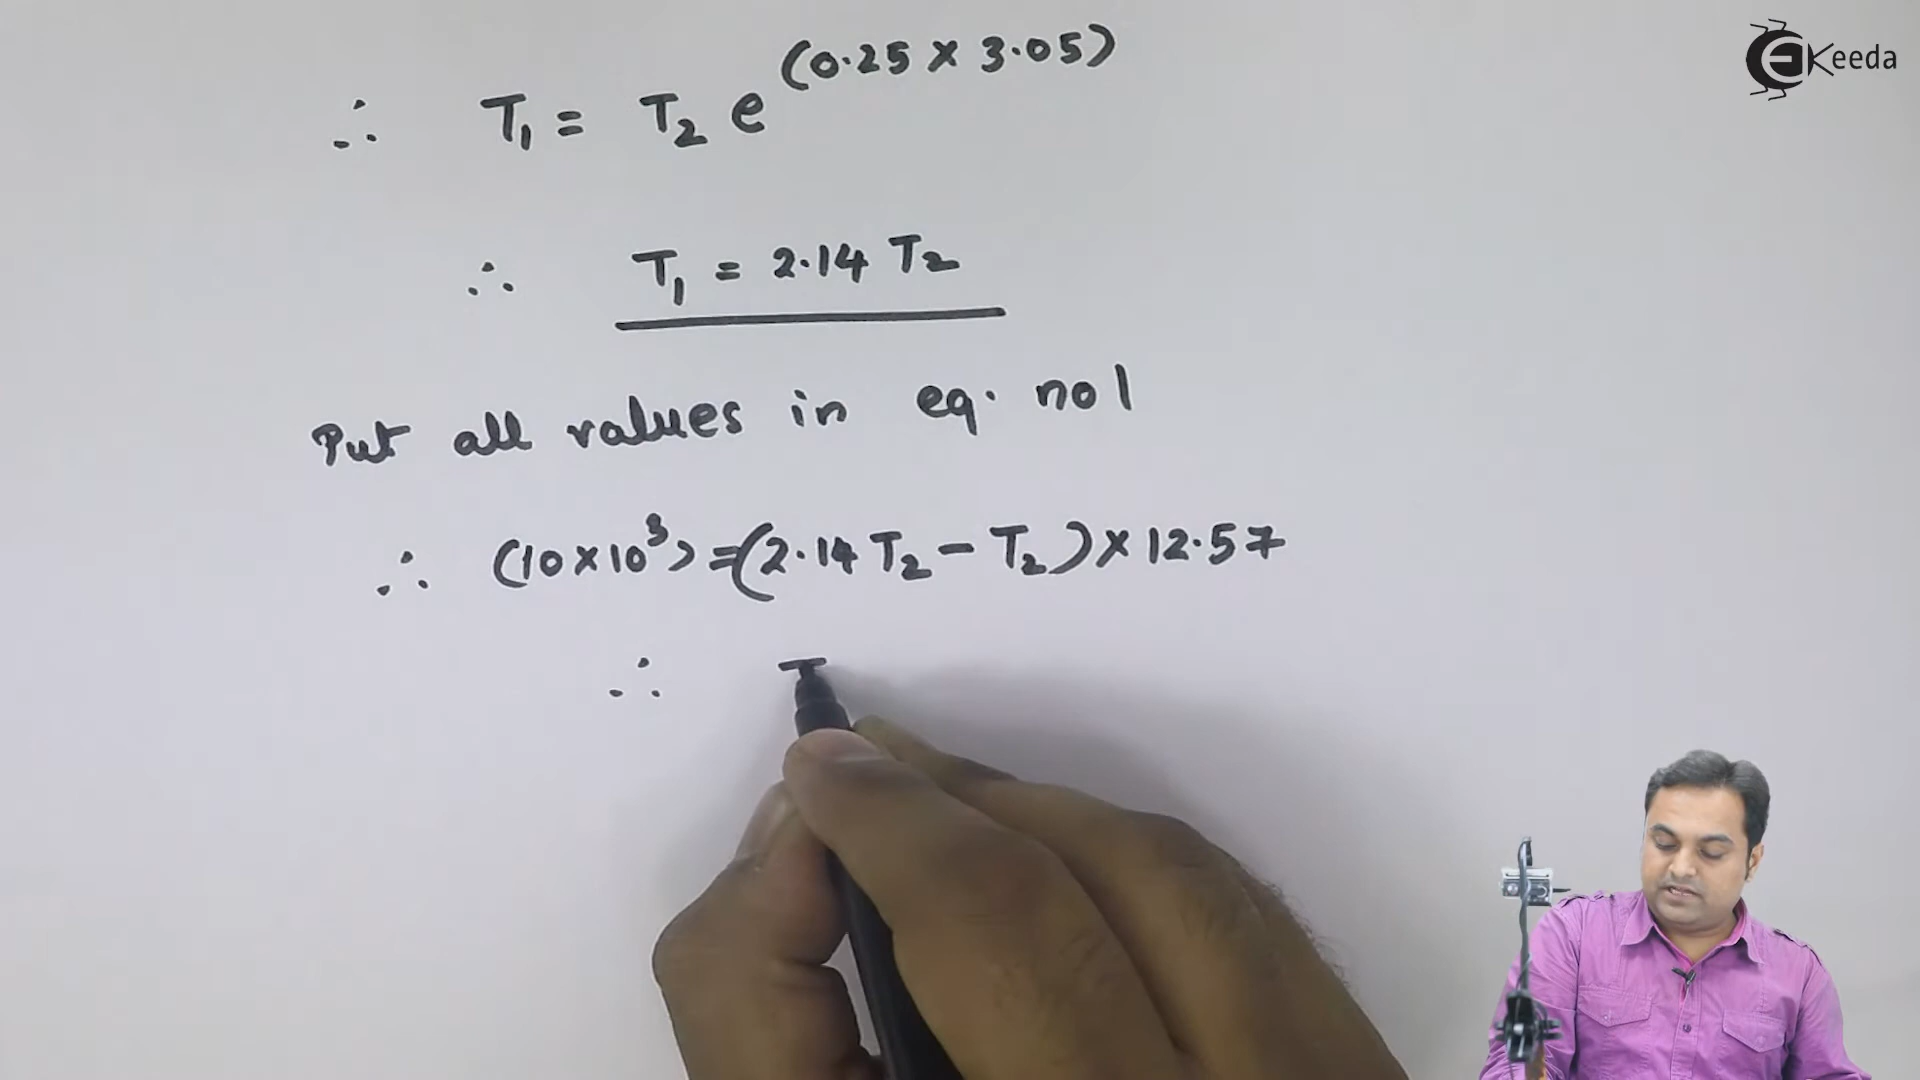 ∴ T₁ = T₂ e^(0.25 × 3.05)
∴ T₁ = 2.14 T₂
Put all values in eq. no 1
∴ (10 × 10³) = (2.14 T₂ − T₂) × 12.57
∴ T
EKeeda